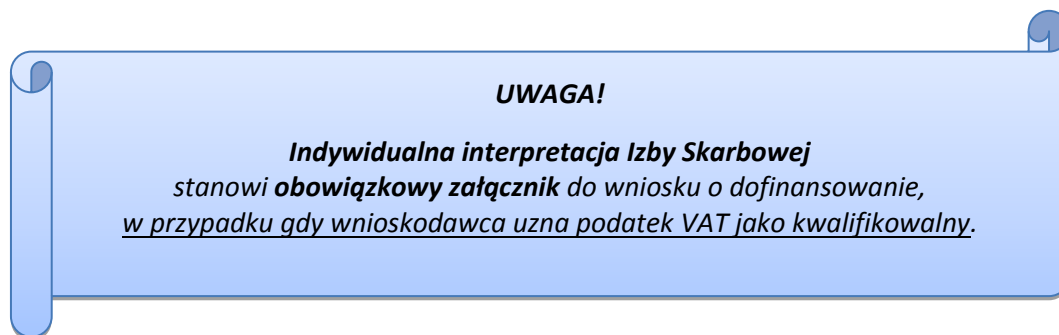 UWAGA!
Indywidualna interpretacja Izby Skarbowej
stanowi obowiązkowy załącznik do wniosku o dofinansowanie,
w przypadku gdy wnioskodawca uzna podatek VAT jako kwalifikowalny.